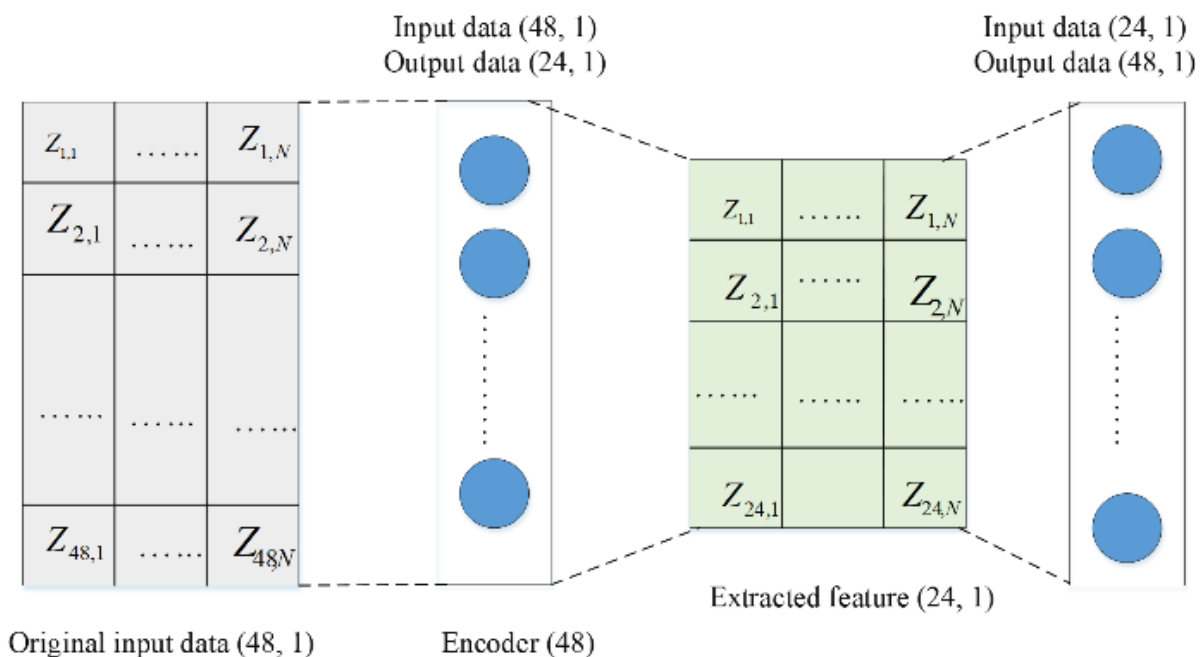 Input data (48, 1)
Output data (24, 1)
Input data (24, 1)
Output data (48, 1)
Z1,1 …… Z1,N
Z2,1 …… Z2,N
…… …… ……
Z48,1 …… Z48,N
Z1,1 …… Z1,N
Z2,1 …… Z2,N
…… …… ……
Z24,1 Z24,N
Extracted feature (24, 1)
Original input data (48, 1)
Encoder (48)